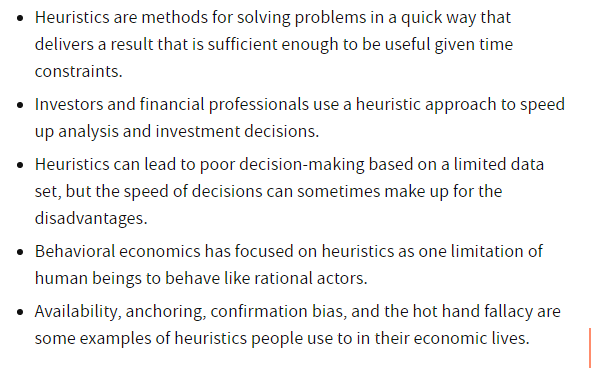 • Heuristics are methods for solving problems in a quick way that
delivers a result that is sufficient enough to be useful given time
constraints.
• Investors and financial professionals use a heuristic approach to speed
up analysis and investment decisions.
• Heuristics can lead to poor decision-making based on a limited data
set, but the speed of decisions can sometimes make up for the
disadvantages.
• Behavioral economics has focused on heuristics as one limitation of
human beings to behave like rational actors.
• Availability, anchoring, confirmation bias, and the hot hand fallacy are
some examples of heuristics people use to in their economic lives.